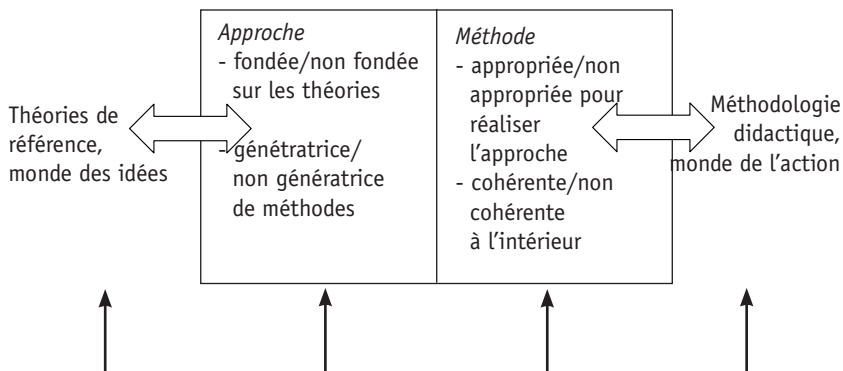 Théories de
référence,
monde des idées
Approche
- fondée/non fondée
sur les théories
- génétratrice/
non génératrice
de méthodes
Méthode
- appropriée/non
appropriée pour
réaliser
l'approche
- cohérente/non
cohérente
à l'intérieur
Méthodologie
didactique,
monde de l'action